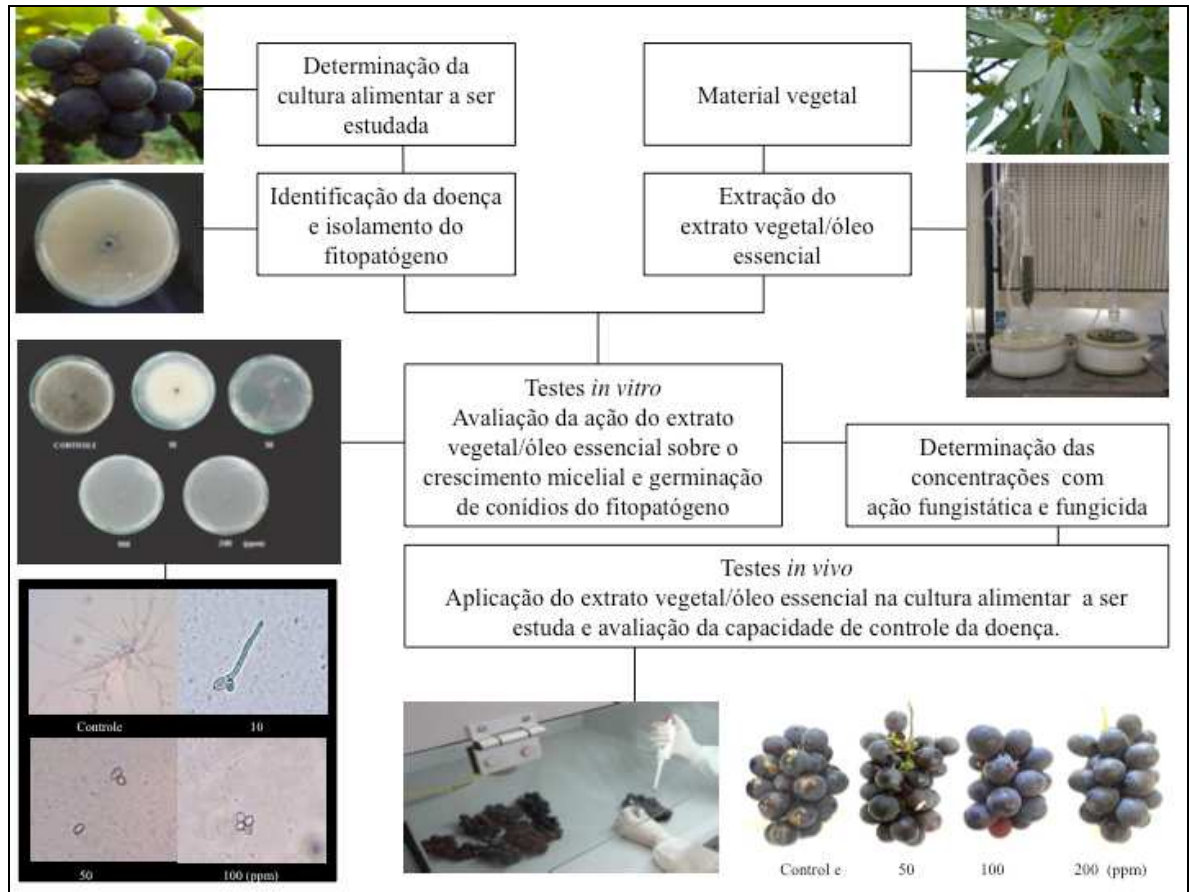 Determinação da
cultura alimentar a ser
estudada
Material vegetal
Identificação da doença
e isolamento do
fitopatógeno
Extração do
extrato vegetal/óleo
essencial
Testes in vitro
Avaliação da ação do extrato
vegetal/óleo essencial sobre o
crescimento micelial e germinação
de conídios do fitopatógeno
Determinação das
concentrações com
ação fungistática e fungicida
CONTROLE
200 (ppm)
Testes in vivo
Aplicação do extrato vegetal/óleo essencial na cultura alimentar a ser
estuda e avaliação da capacidade de controle da doença.
Controle 10
50 100 (ppm)
Control e 50 100 200 (ppm)